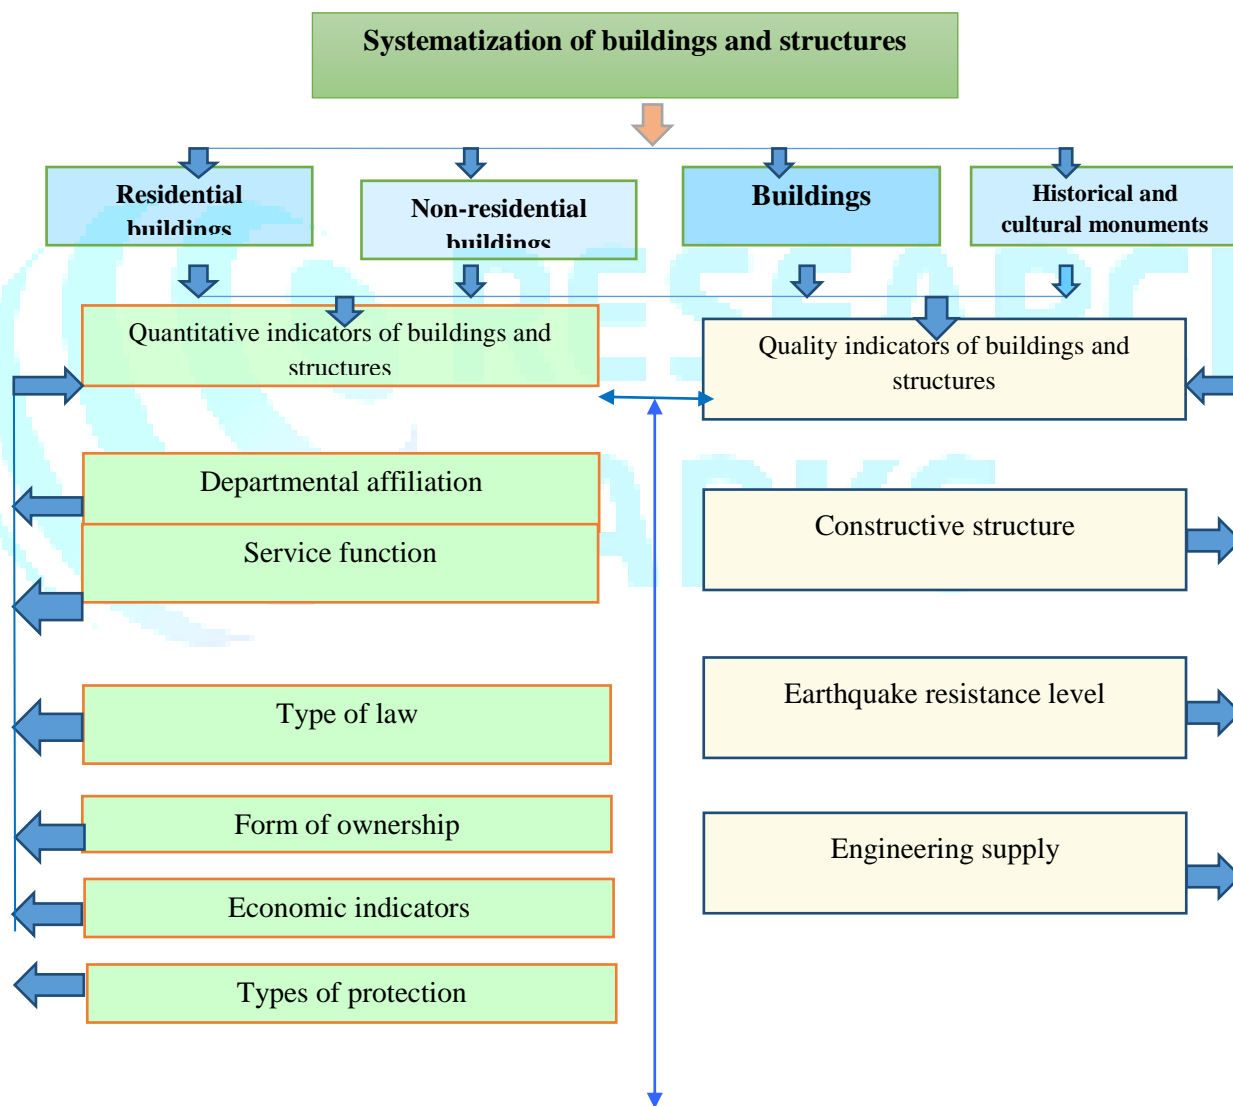 Systematization of buildings and structures
Residential
buildings
Non-residential
buildings
Buildings
Historical and
cultural monuments
Quantitative indicators of buildings and
structures
Quality indicators of buildings and
structures
Departmental affiliation
Service function
Constructive structure
Type of law
Earthquake resistance level
Form of ownership
Engineering supply
Economic indicators
Types of protection